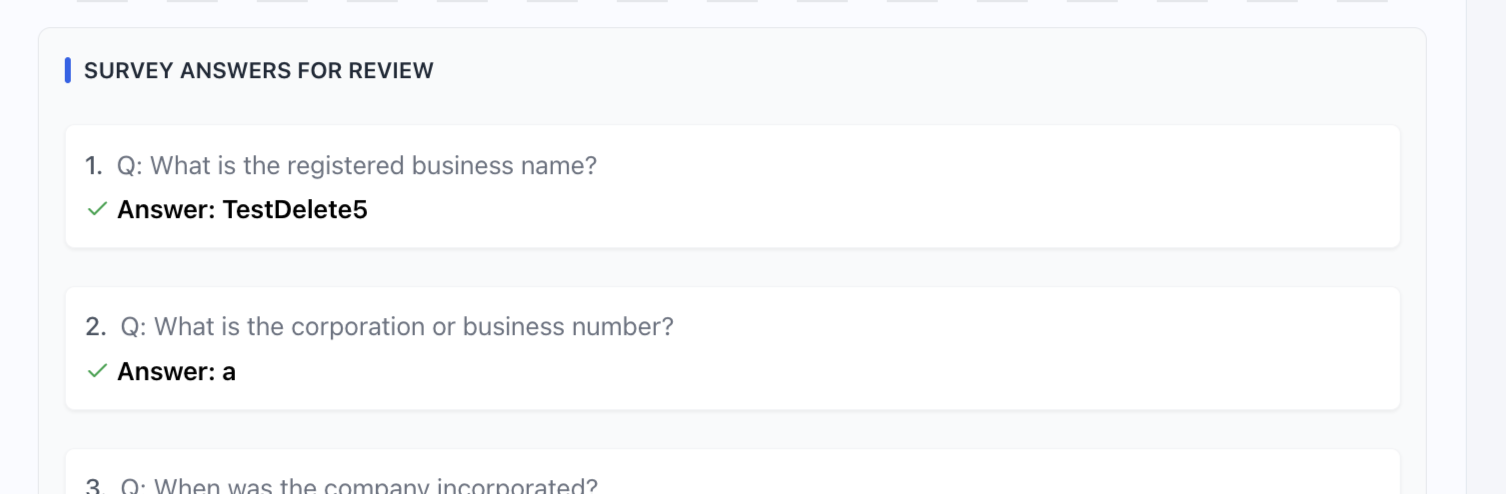 SURVEY ANSWERS FOR REVIEW
1. Q: What is the registered business name?
Answer: TestDelete5
2. Q: What is the corporation or business number?
Answer: a
3. Q: When was the company incorporated?